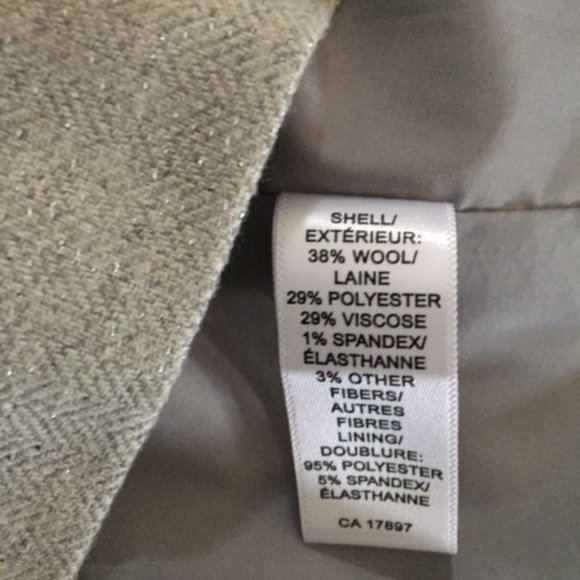 SHELL/
EXTÉRIEUR:
38% WOOL/
LAINE
29% POLYESTER
29% VISCOSE
1% SPANDEX/
ÉLASTHANNE
3% OTHER
FIBERS/
AUTRES
FIBRES
LINING/
DOUBLURE:
95% POLYESTER
5% SPANDEX/
ÉLASTHANNE
CA 17897